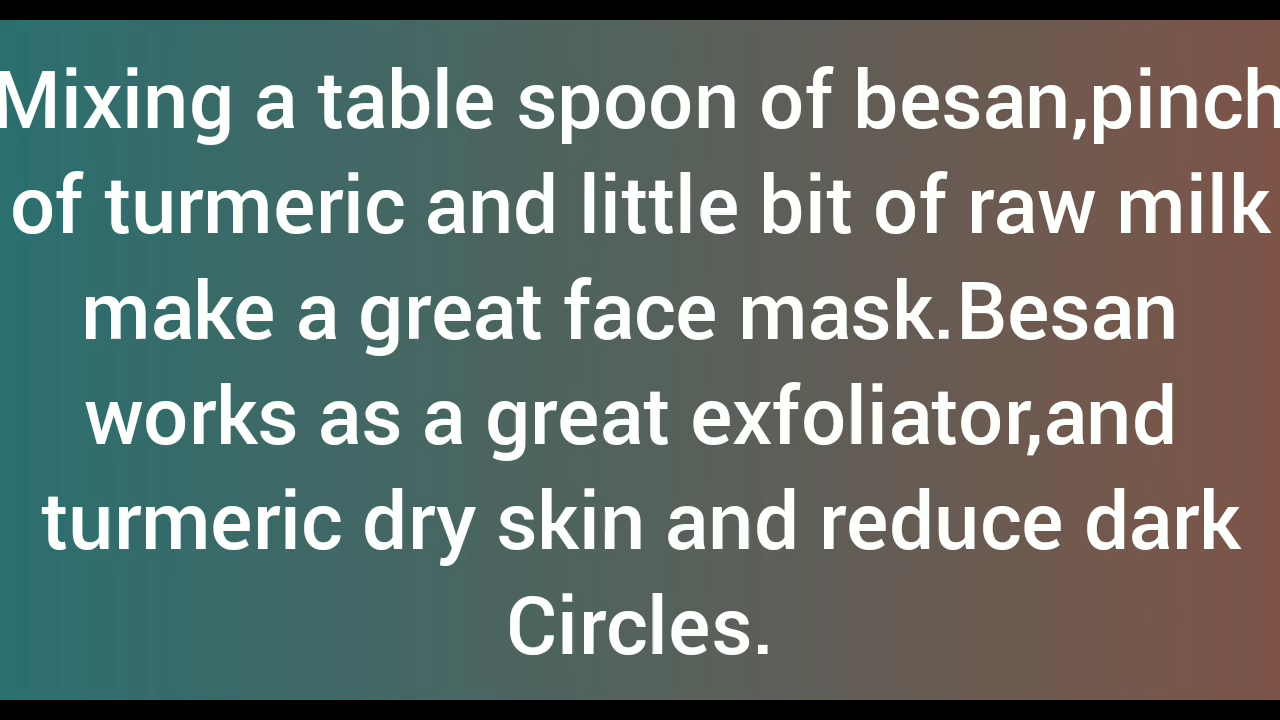 Mixing a table spoon of besan,pinch
of turmeric and little bit of raw milk
make a great face mask.Besan
works as a great exfoliator,and
turmeric dry skin and reduce dark
Circles.